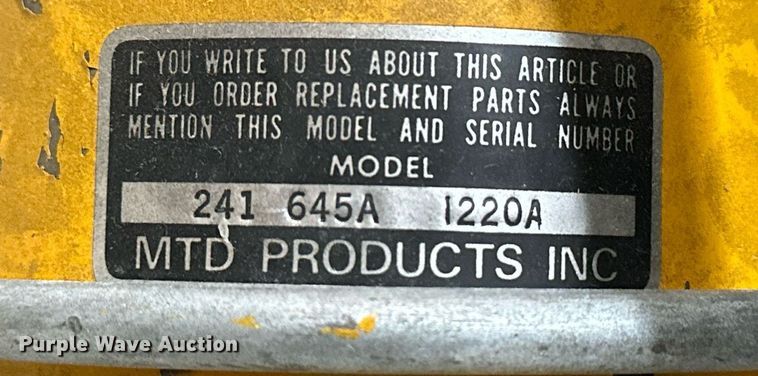 IF YOU WRITE TO US ABOUT THIS ARTICLE OR
IF YOU ORDER REPLACEMENT PARTS ALWAYS
MENTION THIS MODEL AND SERIAL NUMBER
MODEL
241 645A 1220A
MTD PRODUCTS INC
Purple Wave Auction